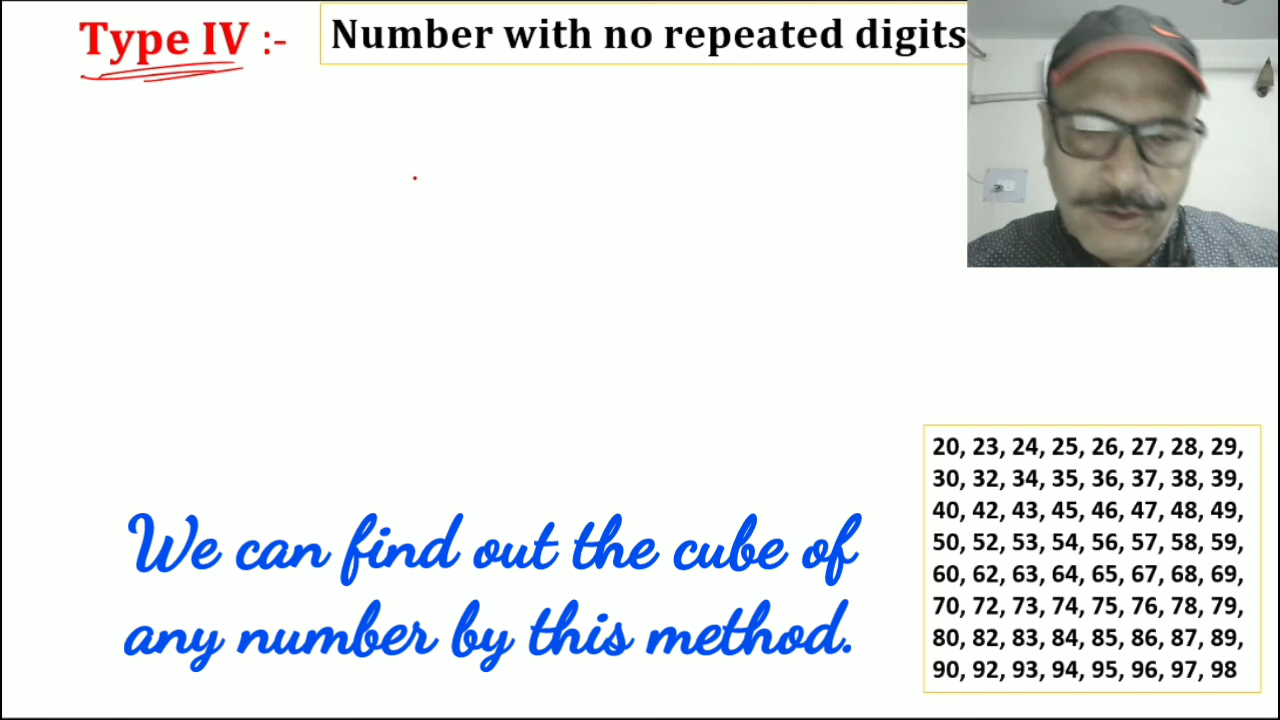 Type IV :-
Number with no repeated digits
20, 23, 24, 25, 26, 27, 28, 29,
30, 32, 34, 35, 36, 37, 38, 39,
40, 42, 43, 45, 46, 47, 48, 49,
50, 52, 53, 54, 56, 57, 58, 59,
60, 62, 63, 64, 65, 67, 68, 69,
70, 72, 73, 74, 75, 76, 78, 79,
80, 82, 83, 84, 85, 86, 87, 89,
90, 92, 93, 94, 95, 96, 97, 98
We can find out the cube of
any number by this method.